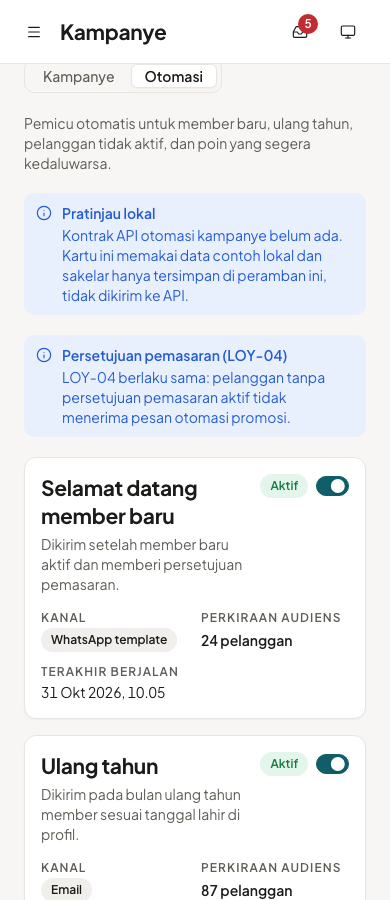 Kampanye
5
Kampanye
Otomasi
Pemicu otomatis untuk member baru, ulang tahun,
pelanggan tidak aktif, dan poin yang segera
kedaluwarsa.
Pratinjau lokal
Kontrak API otomasi kampanye belum ada.
Kartu ini memakai data contoh lokal dan
sakelar hanya tersimpan di peramban ini,
tidak dikirim ke API.
Persetujuan pemasaran (LOY-04)
LOY-04 berlaku sama: pelanggan tanpa
persetujuan pemasaran aktif tidak
menerima pesan otomasi promosi.
Selamat datang
member baru
Aktif
Dikirim setelah member baru
aktif dan memberi persetujuan
pemasaran.
KANAL
WhatsApp template
PERKIRAAN AUDIENS
24 pelanggan
TERAKHIR BERJALAN
31 Okt 2026, 10.05
Ulang tahun
Aktif
Dikirim pada bulan ulang tahun
member sesuai tanggal lahir di
profil.
KANAL
Email
PERKIRAAN AUDIENS
87 pelanggan